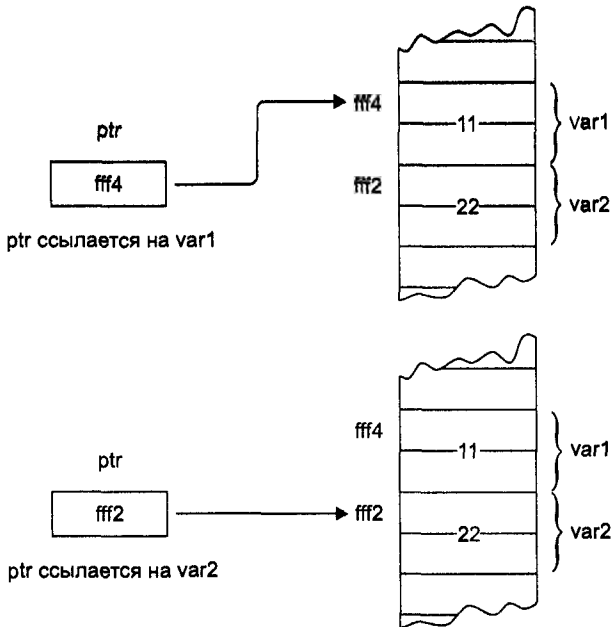 fff4
11
var1
ptr
fff4
fff2
22
var2
ptr ссылается на var1
fff4
11
var1
ptr
fff2
fff2
22
var2
ptr ссылается на var2